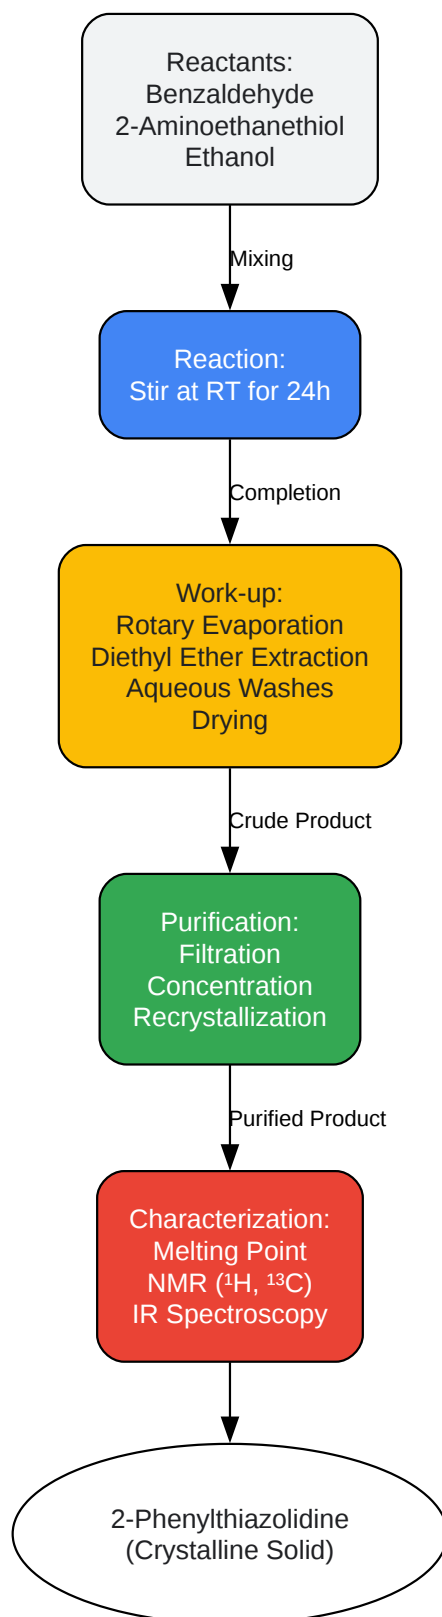 Reactants:
Benzaldehyde
2-Aminoethanethiol
Ethanol
Mixing
Reaction:
Stir at RT for 24h
Completion
Work-up:
Rotary Evaporation
Diethyl Ether Extraction
Aqueous Washes
Drying
Crude Product
Purification:
Filtration
Concentration
Recrystallization
Purified Product
Characterization:
Melting Point
NMR (¹H, ¹³C)
IR Spectroscopy
2-Phenylthiazolidine
(Crystalline Solid)